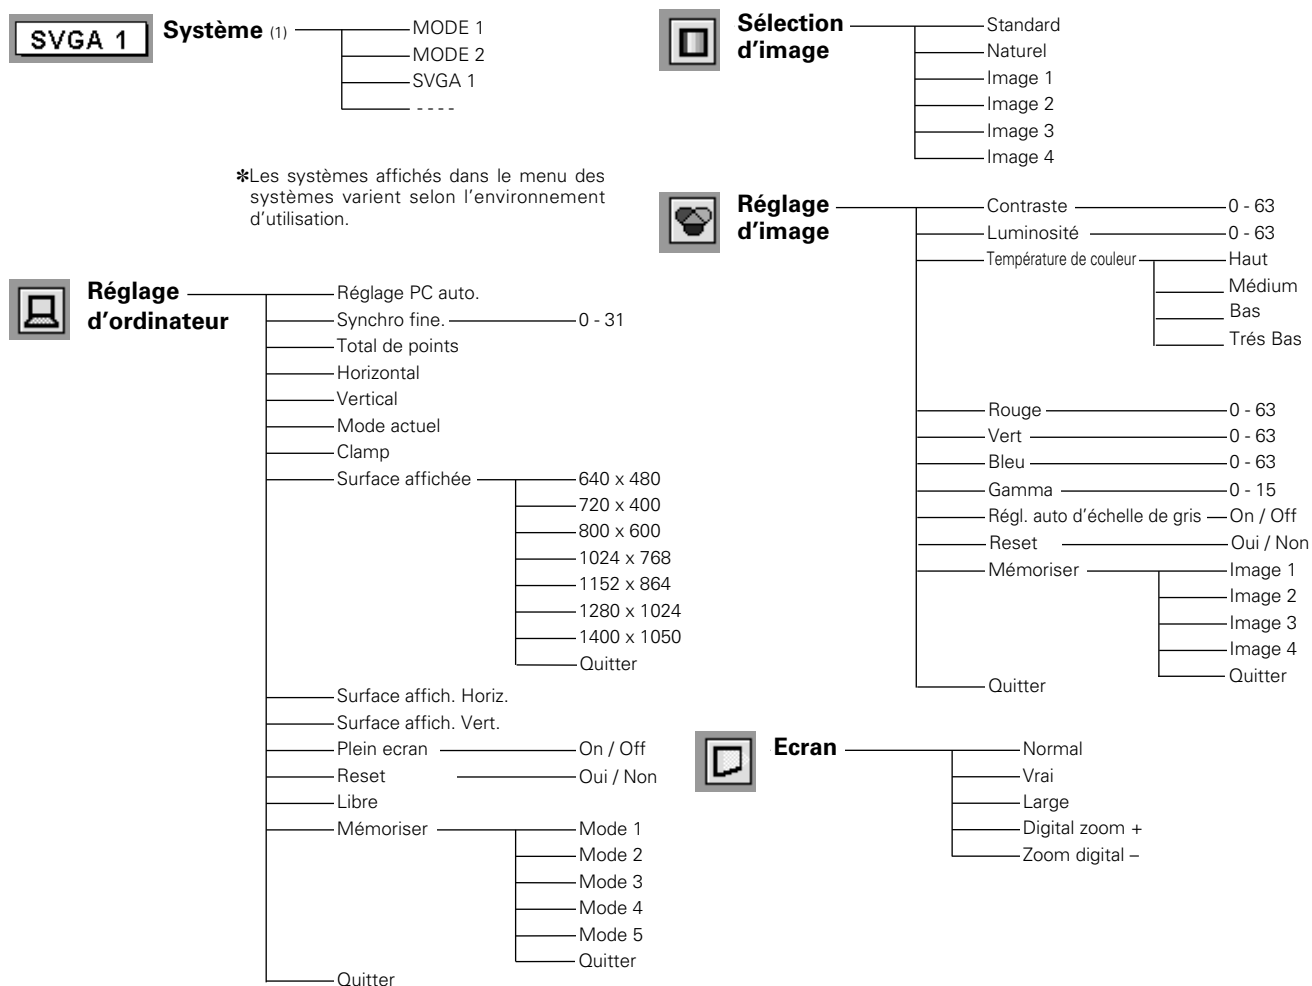 SVGA 1
Système (1)
MODE 1
MODE 2
SVGA 1
- - - -
✽Les systèmes affichés dans le menu des
systèmes varient selon l'environnement
d'utilisation.
Réglage
d'ordinateur
Réglage PC auto.
Synchro fine. 0 - 31
Total de points
Horizontal
Vertical
Mode actuel
Clamp
Surface affichée 640 x 480
720 x 400
800 x 600
1024 x 768
1152 x 864
1280 x 1024
1400 x 1050
Quitter
Surface affich. Horiz.
Surface affich. Vert.
Plein ecran On / Off
Reset Oui / Non
Libre
Mémoriser Mode 1
Mode 2
Mode 3
Mode 4
Mode 5
Quitter
Quitter
Sélection
d'image
Standard
Naturel
Image 1
Image 2
Image 3
Image 4
Réglage
d'image
Contraste 0 - 63
Luminosité 0 - 63
Température de couleur Haut
Médium
Bas
Trés Bas
Rouge 0 - 63
Vert 0 - 63
Bleu 0 - 63
Gamma 0 - 15
Régl. auto d'échelle de gris On / Off
Reset Oui / Non
Mémoriser Image 1
Image 2
Image 3
Image 4
Quitter
Quitter
Ecran
Normal
Vrai
Large
Digital zoom +
Zoom digital –